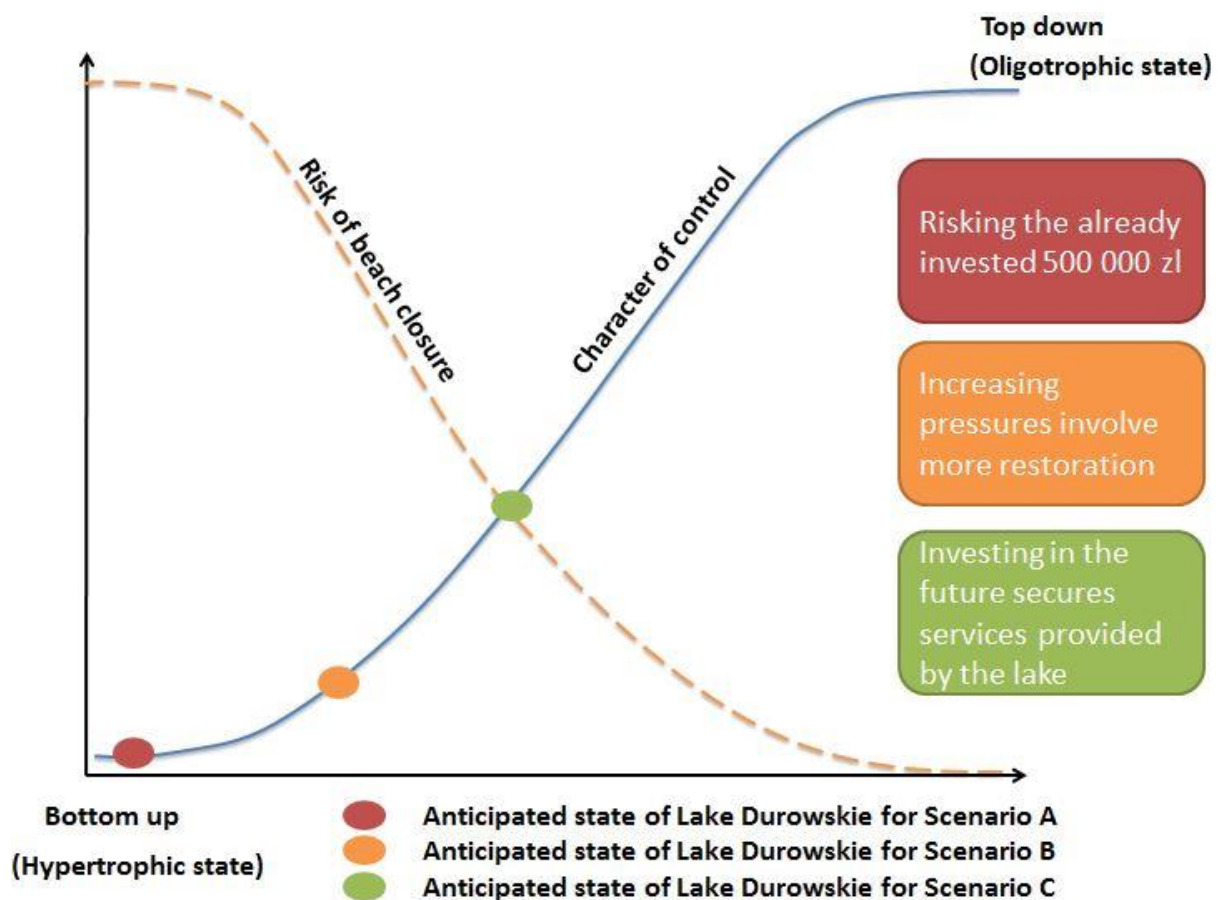 Top down
(Oligotrophic state)
Risk of beach closure
Character of control
Risking the already
invested 500 000 zl
Increasing
pressures involve
more restoration
Investing in the
future secures
services provided
by the lake
Bottom up
(Hypertrophic state)
Anticipated state of Lake Durowskie for Scenario A
Anticipated state of Lake Durowskie for Scenario B
Anticipated state of Lake Durowskie for Scenario C